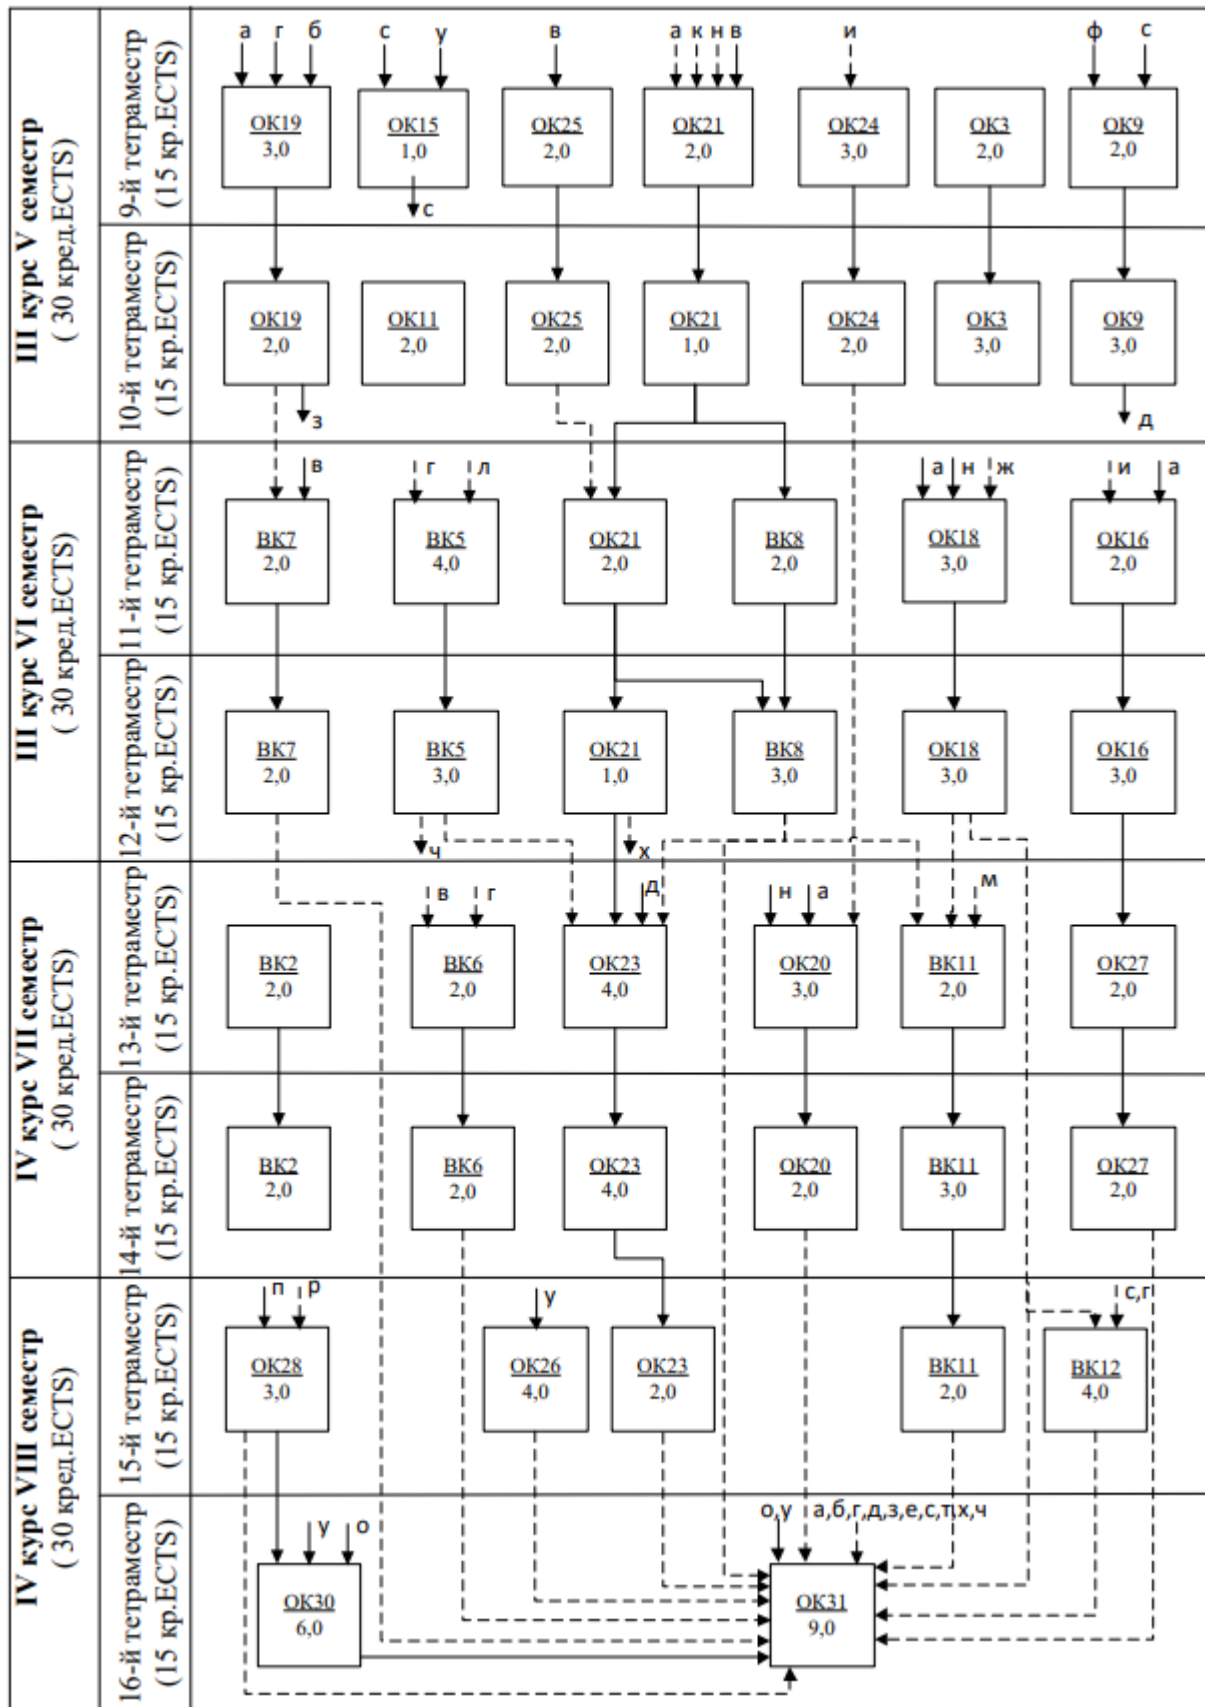 III курс V семестр
( 30 кред.ECTS)
9-й тетраместр
(15 кр.ECTS)
а г б с у в а к н в и ф с
ОК19 ОК15 ОК25 ОК21 ОК24 ОК3 ОК9
3,0 1,0 2,0 2,0 3,0 2,0 2,0
с
10-й тетраместр
(15 кр.ECTS)
ОК19 ОК11 ОК25 ОК21 ОК24 ОК3 ОК9
2,0 2,0 2,0 1,0 2,0 3,0 3,0
з д
III курс VI семестр
( 30 кред.ECTS)
11-й тетраместр
(15 кр.ECTS)
в г л а н ж и а
ВК7 ВК5 ОК21 ВК8 ОК18 ОК16
2,0 4,0 2,0 2,0 3,0 2,0
12-й тетраместр
(15 кр.ECTS)
ВК7 ВК5 ОК21 ВК8 ОК18 ОК16
2,0 3,0 1,0 3,0 3,0 3,0
ч х
IV курс VII семестр
( 30 кред.ECTS)
13-й тетраместр
(15 кр.ECTS)
в г д н а м
ВК2 ВК6 ОК23 ОК20 ВК11 ОК27
2,0 2,0 4,0 3,0 2,0 2,0
14-й тетраместр
(15 кр.ECTS)
ВК2 ВК6 ОК23 ОК20 ВК11 ОК27
2,0 2,0 4,0 2,0 3,0 2,0
IV курс VIII семестр
( 30 кред.ECTS)
15-й тетраместр
(15 кр.ECTS)
п р у с,г
ОК28 ОК26 ОК23 ВК11 ВК12
3,0 4,0 2,0 2,0 4,0
16-й тетраместр
(15 кр.ECTS)
у о о,у а,б,г,д,з,е,с,т,х,ч
ОК30 ОК31
6,0 9,0